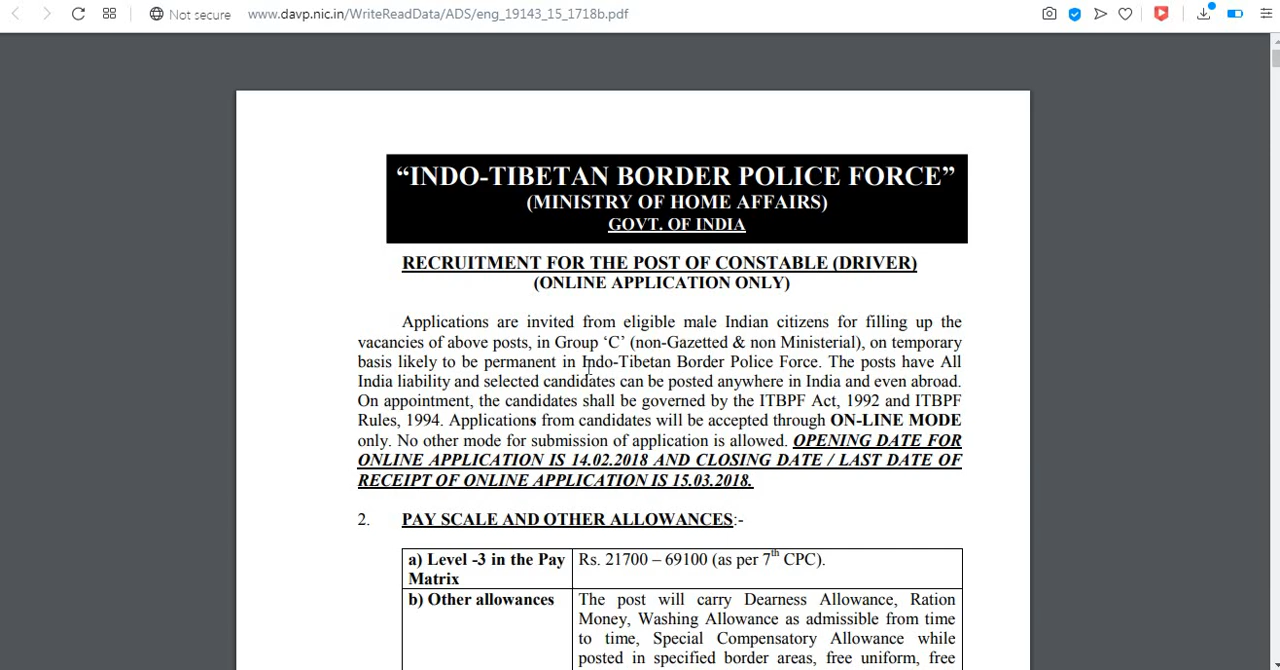 Not secure www.davp.nic.in/WriteReadData/ADS/eng_19143_15_1718b.pdf
“INDO-TIBETAN BORDER POLICE FORCE”
(MINISTRY OF HOME AFFAIRS)
GOVT. OF INDIA
RECRUITMENT FOR THE POST OF CONSTABLE (DRIVER)
(ONLINE APPLICATION ONLY)
Applications are invited from eligible male Indian citizens for filling up the
vacancies of above posts, in Group ‘C’ (non-Gazetted & non Ministerial), on temporary
basis likely to be permanent in Indo-Tibetan Border Police Force. The posts have All
India liability and selected candidates can be posted anywhere in India and even abroad.
On appointment, the candidates shall be governed by the ITBPF Act, 1992 and ITBPF
Rules, 1994. Applications from candidates will be accepted through ON-LINE MODE
only. No other mode for submission of application is allowed. OPENING DATE FOR
ONLINE APPLICATION IS 14.02.2018 AND CLOSING DATE / LAST DATE OF
RECEIPT OF ONLINE APPLICATION IS 15.03.2018.
2. PAY SCALE AND OTHER ALLOWANCES:-
a) Level -3 in the Pay Rs. 21700 – 69100 (as per 7th CPC).
Matrix
b) Other allowances The post will carry Dearness Allowance, Ration
Money, Washing Allowance as admissible from time
to time, Special Compensatory Allowance while
posted in specified border areas, free uniform, free